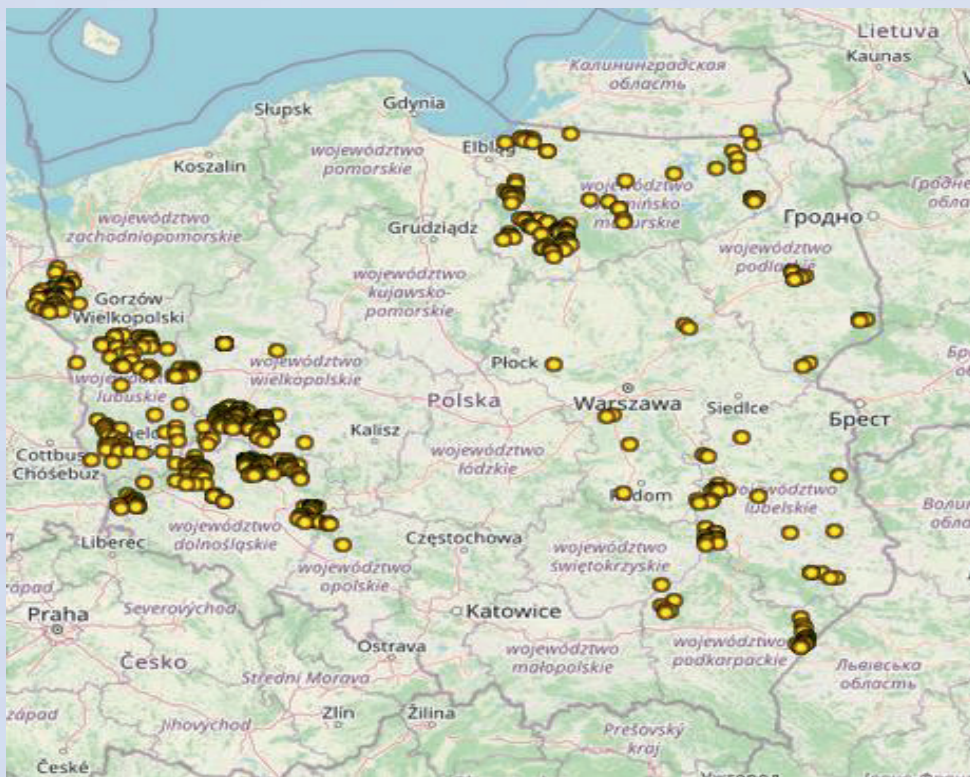 Lietuva
Kaunas
Калининградская
область
Gdynia
Słupsk
Elbląg
Koszalin
województwo
pomorskie
województwo
zachodniopomorskie
Grudziądz
Гродно
województwo
województwo
kujawsko-
pomorskie
Gorzów
Wielkopolski
województwo
wielkopolskie
Płock
Polska
Warszawa
Siedlce
Брест
lubuskie
Kalisz
Cottbus
Chóśebuz
województwo
łódzkie
województwo
dolnośląskie
Liberec
Częstochowa
województwo
opolskie
województwo
świętokrzyskie
lubelskie
Praha
Severovýchod
Katowice
Ostrava
województwo
małopolskie
województwo
podkarpackie
Львівська
область
Česko
Střední Morava
Jihovýchod
Zlín
Žilina
Prešovský
kraj
České